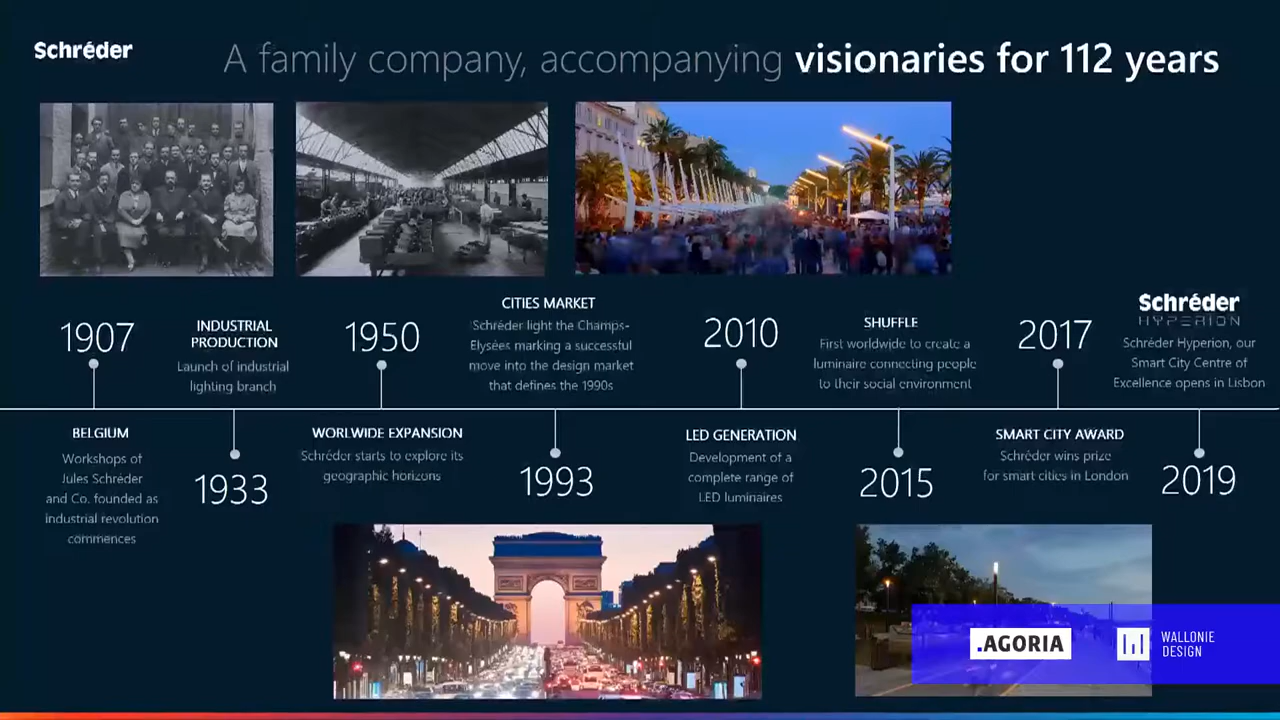 Schréder
A family company, accompanying visionaries for 112 years
1907
BELGIUM
Workshops of
Jules Schréder
and Co. founded as
industrial revolution
commences
INDUSTRIAL
PRODUCTION
Launch of industrial
lighting branch
1933
1950
WORLWIDE EXPANSION
Schréder starts to explore its
geographic horizons
CITIES MARKET
Schréder light the Champs-
Elysées marking a successful
move into the design market
that defines the 1990s
1993
2010
LED GENERATION
Development of a
complete range of
LED luminaires
SHUFFLE
First worldwide to create a
luminaire connecting people
to their social environment
2015
2017
SMART CITY AWARD
Schréder wins prize
for smart cities in London
Schréder
HYPERION
Schréder Hyperion, our
Smart City Centre of
Excellence opens in Lisbon
2019
.AGORIA
WALLONIE
DESIGN